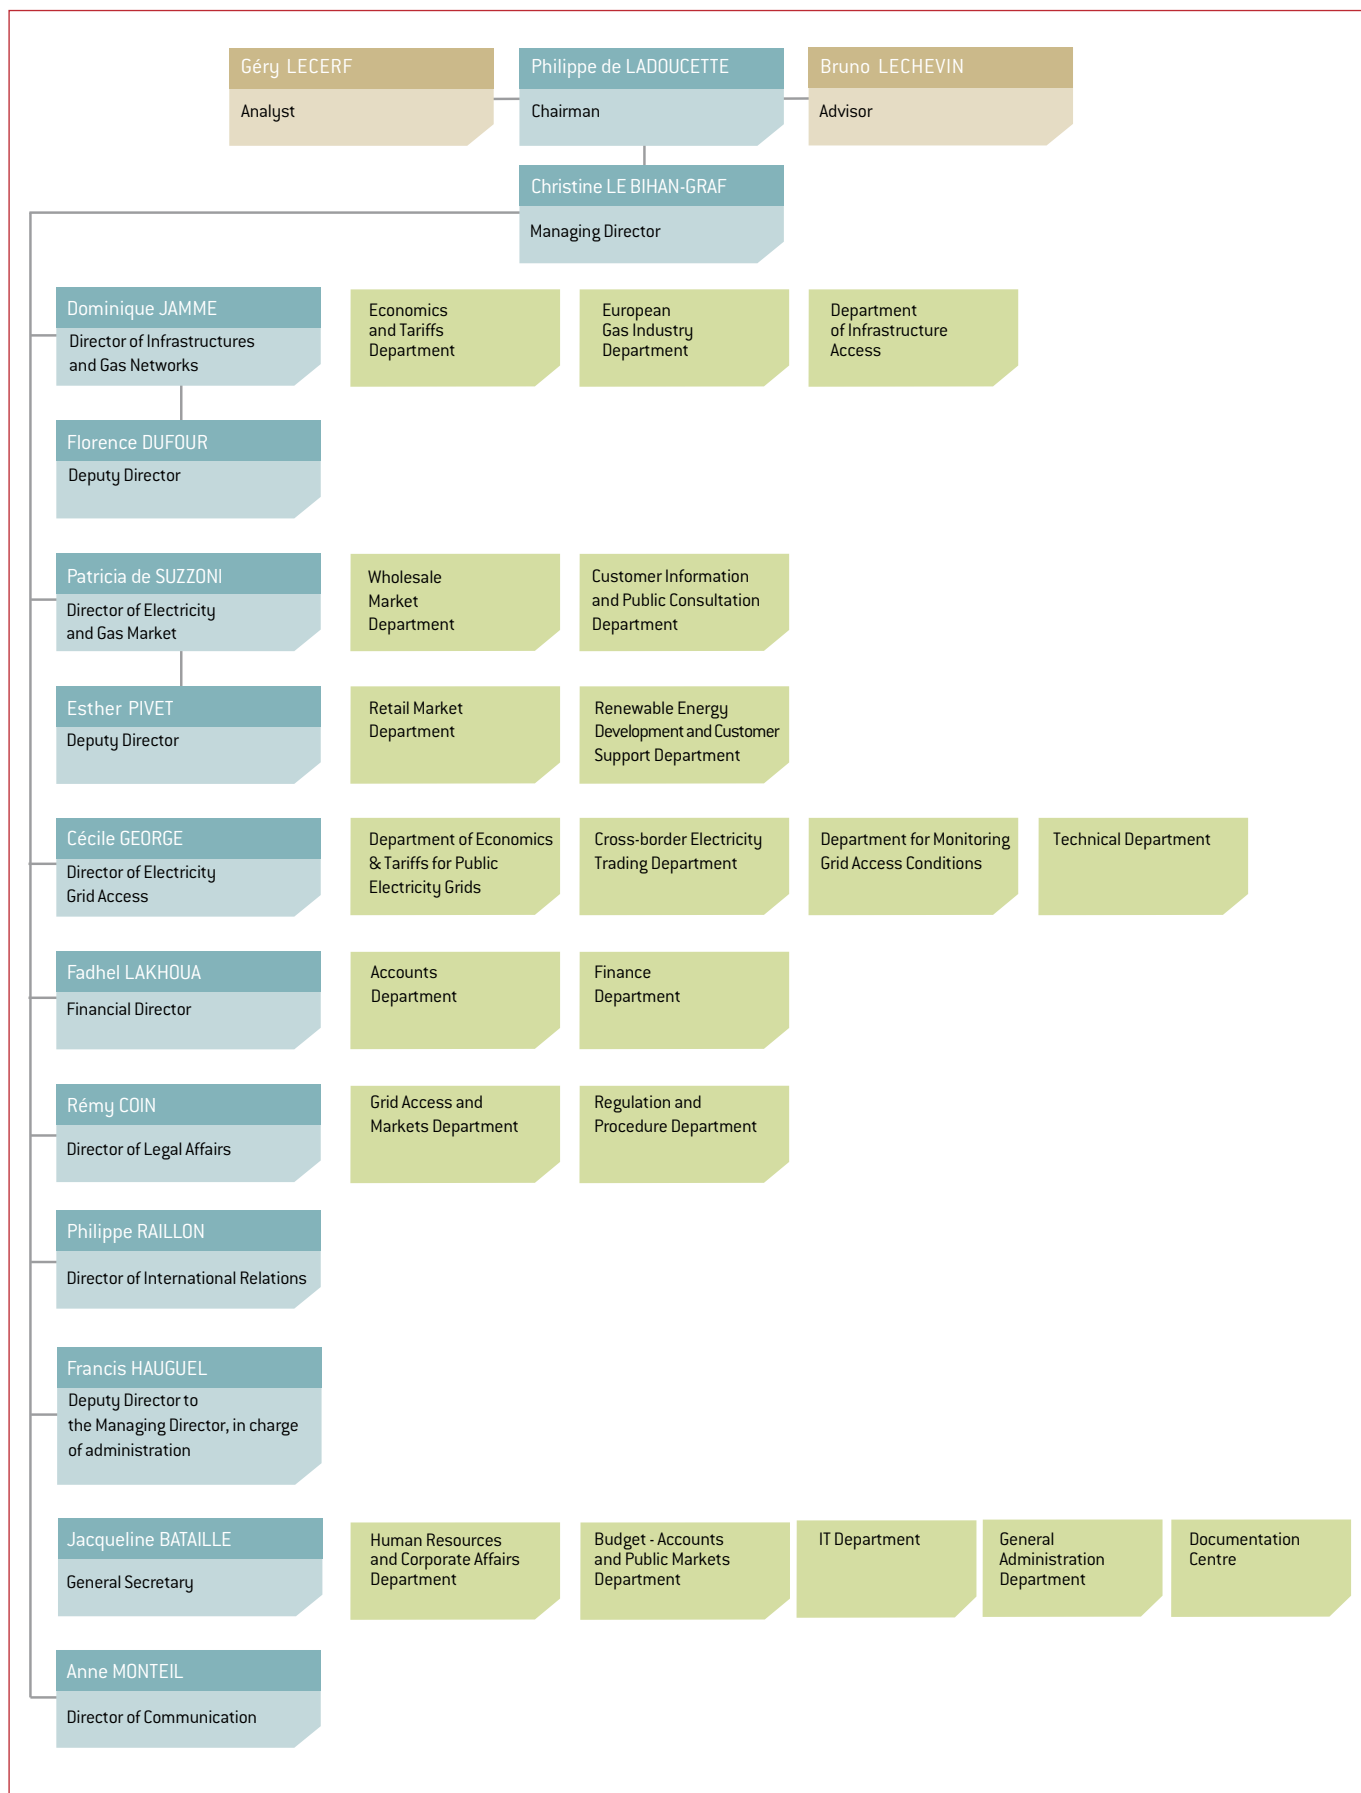 Géry LECERF
Analyst
Philippe de LADOUCETTE
Chairman
Bruno LECHEVIN
Advisor
Christine LE BIHAN-GRAF
Managing Director
Dominique JAMME
Director of Infrastructures
and Gas Networks
Economics
and Tariffs
Department
European
Gas Industry
Department
Department
of Infrastructure
Access
Florence DUFOUR
Deputy Director
Patricia de SUZZONI
Director of Electricity
and Gas Market
Wholesale
Market
Department
Customer Information
and Public Consultation
Department
Esther PIVET
Deputy Director
Retail Market
Department
Renewable Energy
Development and Customer
Support Department
Cécile GEORGE
Director of Electricity
Grid Access
Department of Economics
& Tariffs for Public
Electricity Grids
Cross-border Electricity
Trading Department
Department for Monitoring
Grid Access Conditions
Technical Department
Fadhel LAKHOUA
Financial Director
Accounts
Department
Finance
Department
Rémy COIN
Director of Legal Affairs
Grid Access and
Markets Department
Regulation and
Procedure Department
Philippe RAILLON
Director of International Relations
Francis HAUGUEL
Deputy Director to
the Managing Director, in charge
of administration
Jacqueline BATAILLE
General Secretary
Human Resources
and Corporate Affairs
Department
Budget - Accounts
and Public Markets
Department
IT Department
General
Administration
Department
Documentation
Centre
Anne MONTEIL
Director of Communication